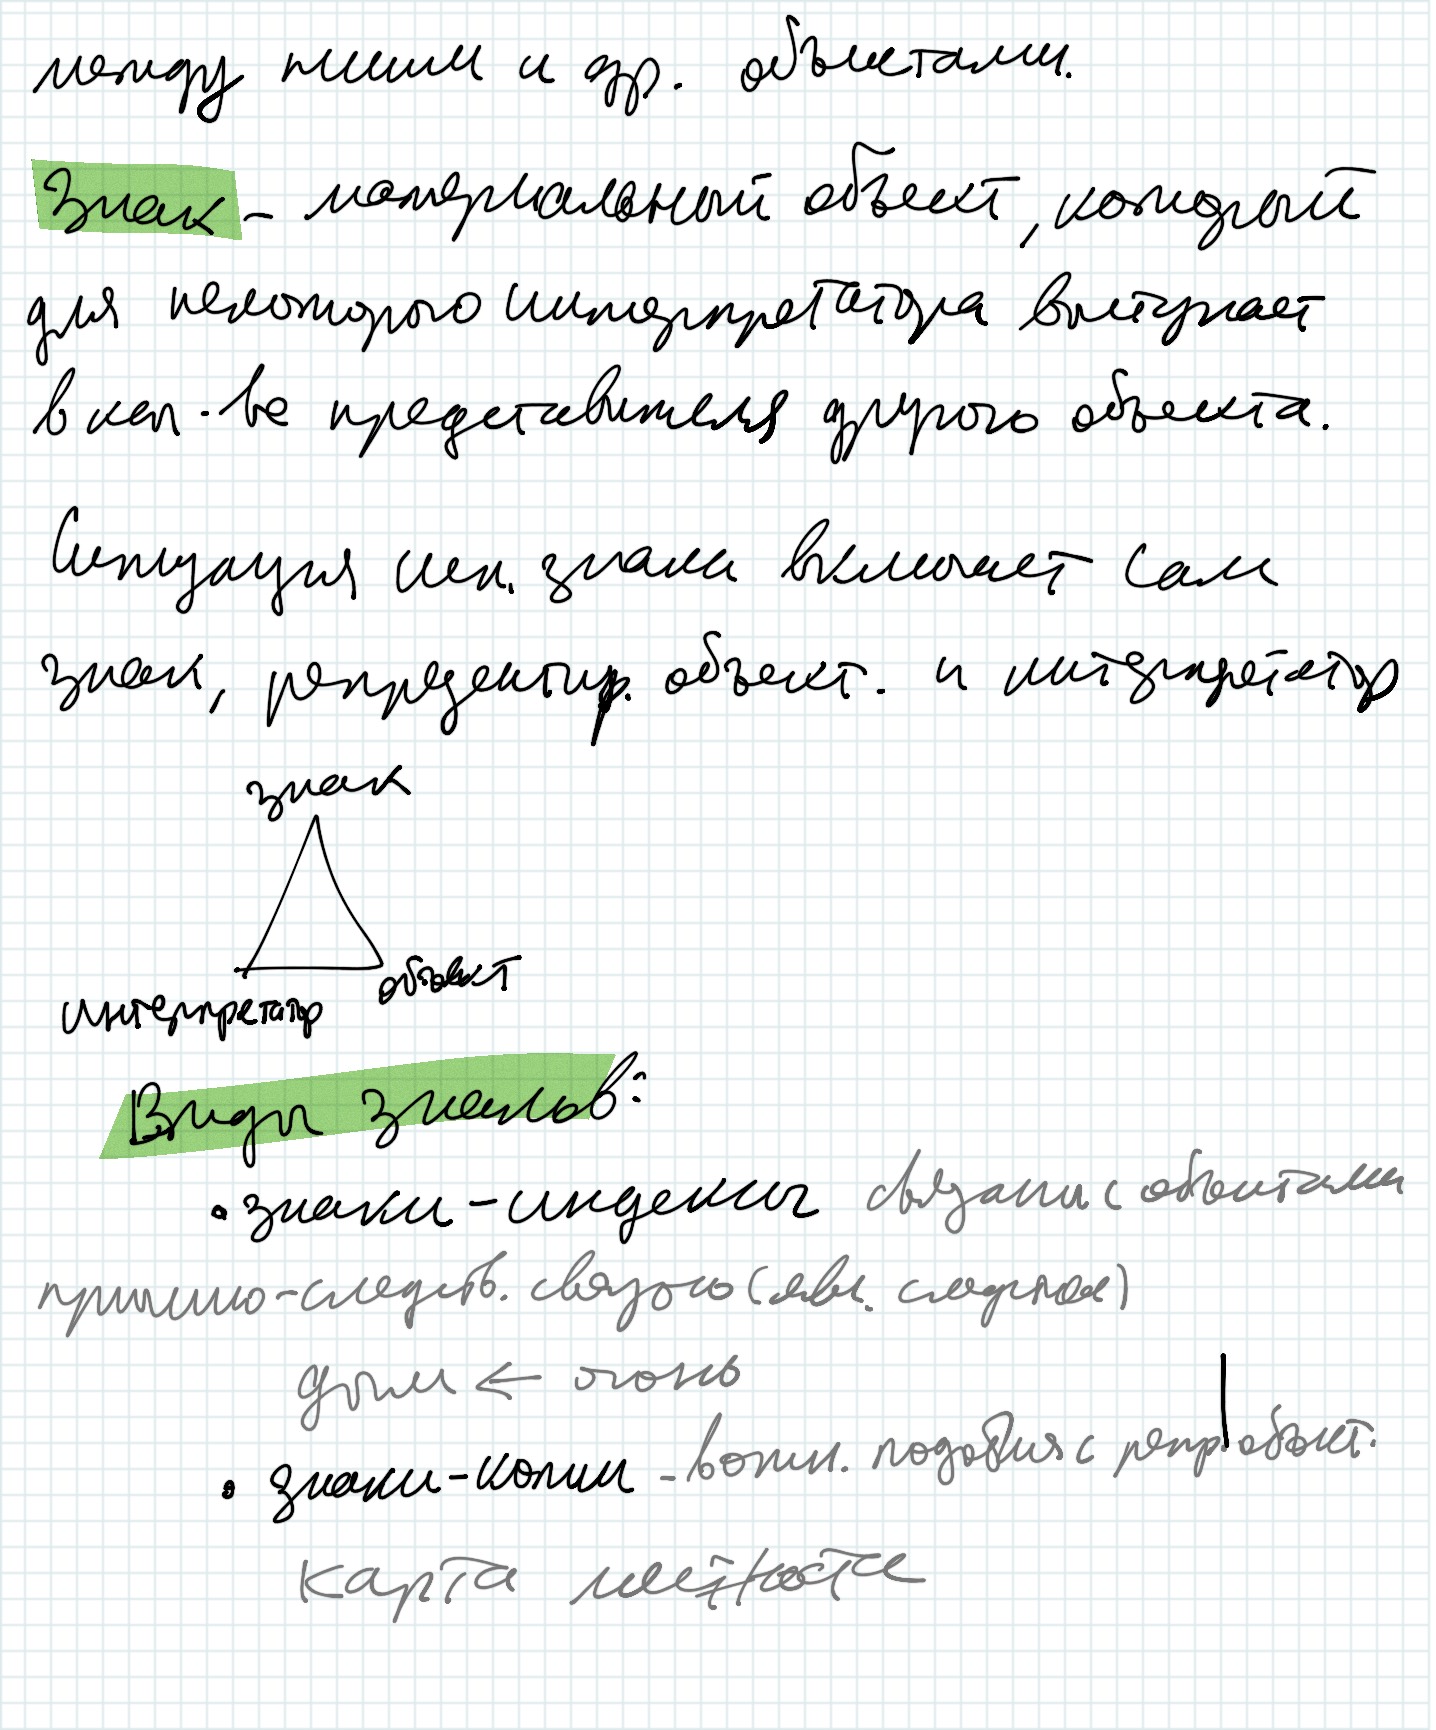 между ними и др. объектами.
Знак - материальный объект, который
для некоторого интерпретатора выступает
в кач-ве представителя другого объекта.
Ситуация исп. знака включает сам
знак, репрезентир. объект. и интерпретатор
знак
объект
интерпретатор
Виды знаков:
• знаки-индексы связаны с объектами
причинно-следств. связью (явл. следствием)
дым ← огонь
• знаки-копии - подобия с репр. объект.
карта местности